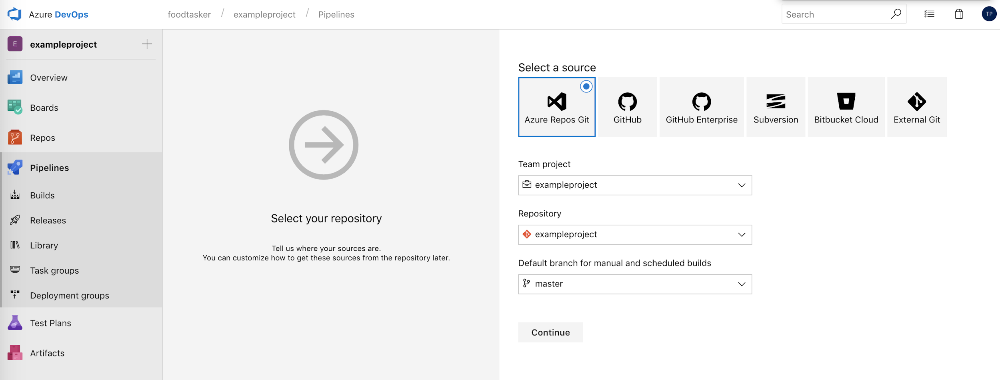 Azure DevOps
foodtasker / exampleproject / Pipelines
Search
TP
E
exampleproject
Overview
Boards
Repos
Pipelines
Builds
Releases
Library
Task groups
Deployment groups
Test Plans
Artifacts
Select your repository
Tell us where your sources are.
You can customize how to get these sources from the repository later.
Select a source
Azure Repos Git
GitHub
GitHub Enterprise
Subversion
Bitbucket Cloud
External Git
Team project
exampleproject
Repository
exampleproject
Default branch for manual and scheduled builds
master
Continue